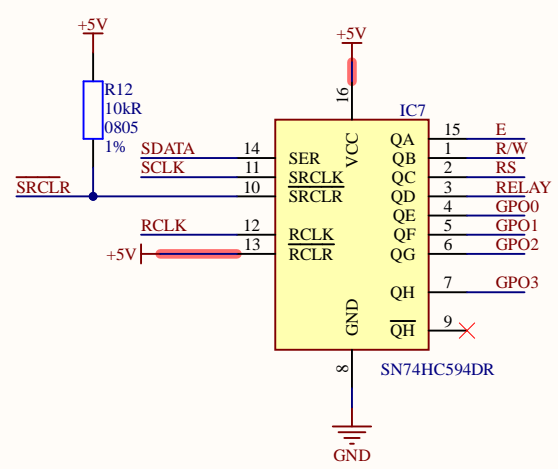 +5V
+5V
R12
10kR
0805
1%
16
IC7
VCC
SDATA 14 SER QA 15 E
SCLK 11 SRCLK QB 1 R/W
SRCLR 10 SRCLR QC 2 RS
QD 3 RELAY
QE 4 GPO0
RCLK 12 RCLK QF 5 GPO1
+5V 13 RCLR QG 6 GPO2
QH 7 GPO3
GND
QH 9
8
SN74HC594DR
GND